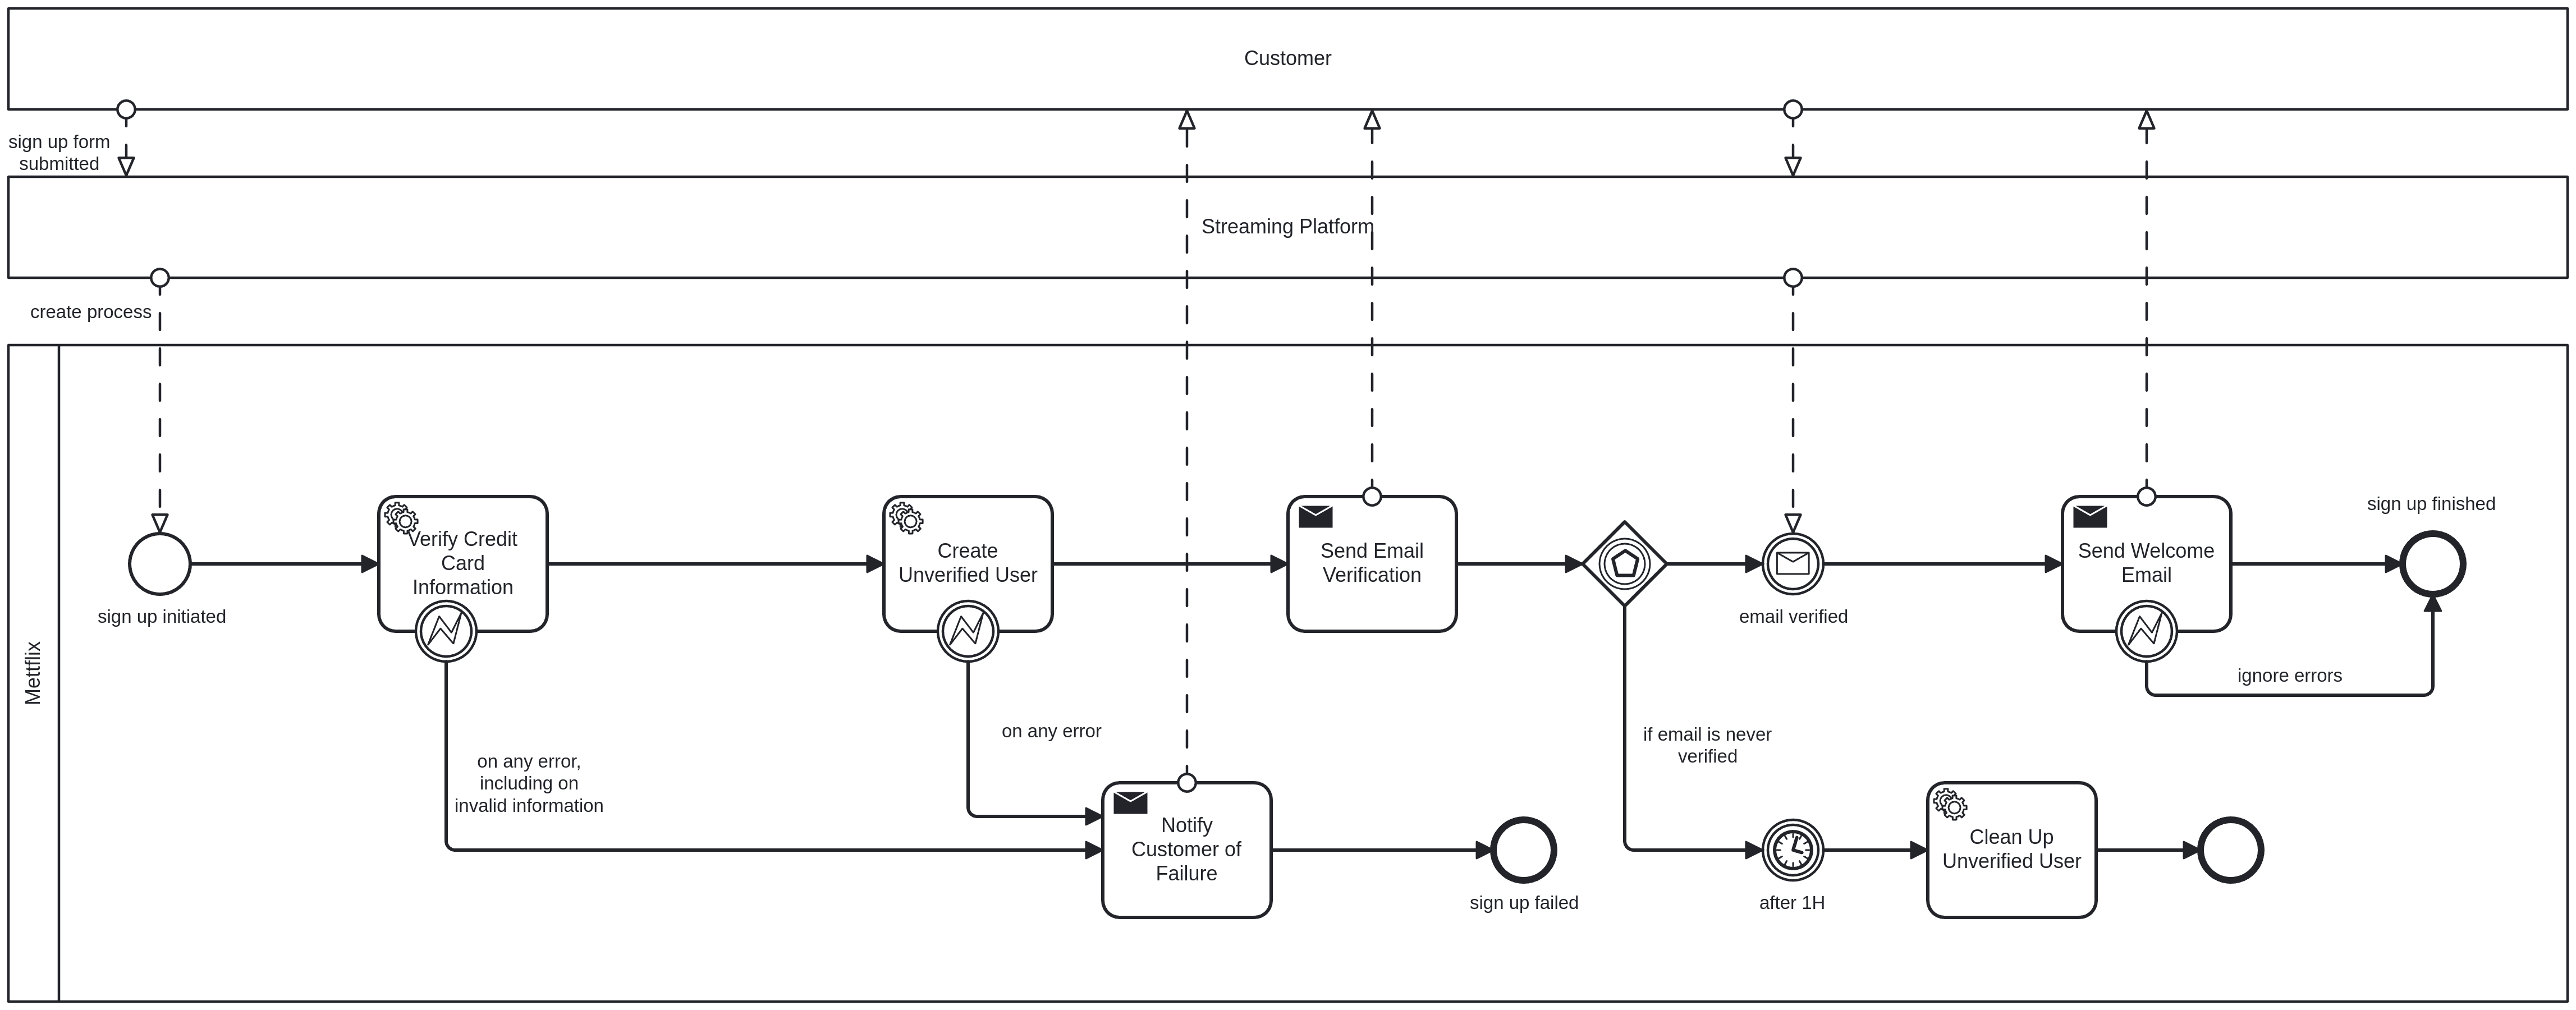 Customer
sign up form
submitted
Streaming Platform
create process
Mettflix
sign up initiated
Verify Credit
Card
Information
on any error,
including on
invalid information
Create
Unverified User
on any error
Notify
Customer of
Failure
sign up failed
Send Email
Verification
email verified
if email is never
verified
after 1H
Clean Up
Unverified User
Send Welcome
Email
ignore errors
sign up finished